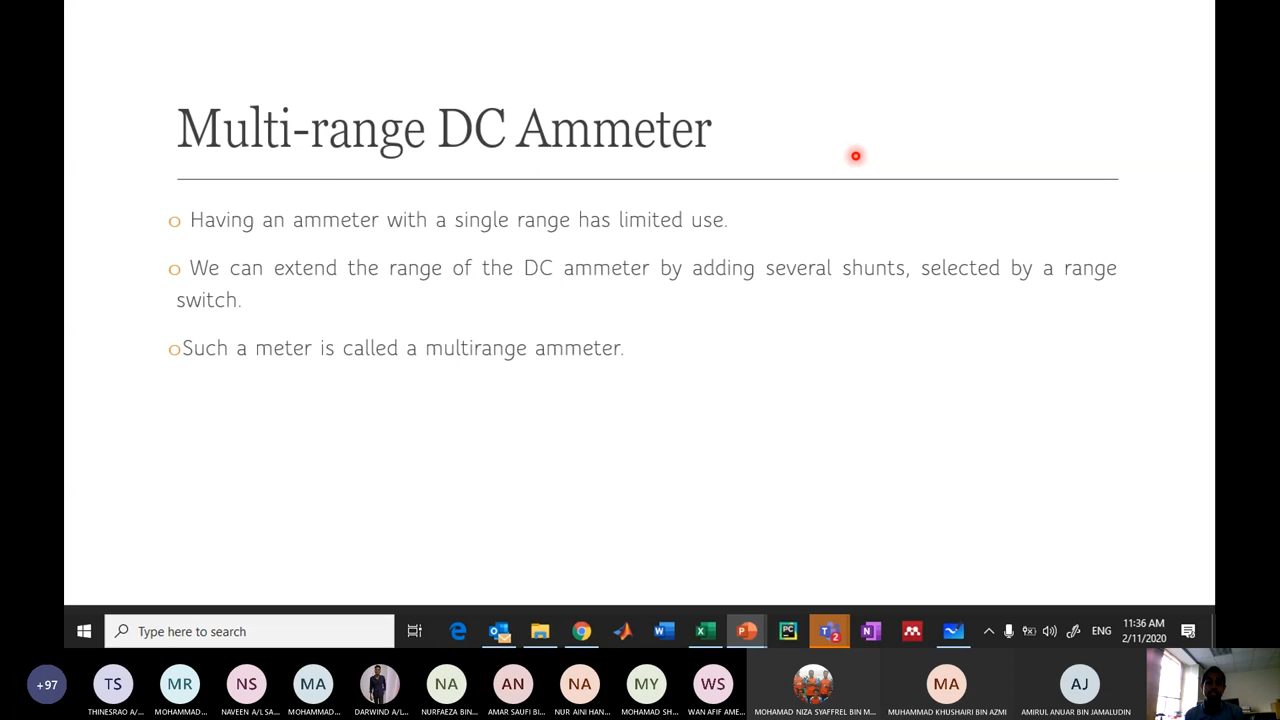 Multi-range DC Ammeter
o Having an ammeter with a single range has limited use.
o We can extend the range of the DC ammeter by adding several shunts, selected by a range
switch.
oSuch a meter is called a multirange ammeter.
Type here to search
ENG
11:36 AM
2/11/2020
+97 TS MR NS MA NA AN NA MY WS MA AJ
THINESRAO A/... MOHAMMAD... NAVEEN A/L SA... MOHAMMAD... DARWIND A/L... NURFAEZA BIN... AMAR SAUFI BI... NUR AINI HAN... MOHAMAD SH... WAN AFIF AME... MOHAMAD NIZA SYAFFREL BIN M... MUHAMMAD KHUSHAIRI BIN AZMI AMIRUL ANUAR BIN JAMALUDIN